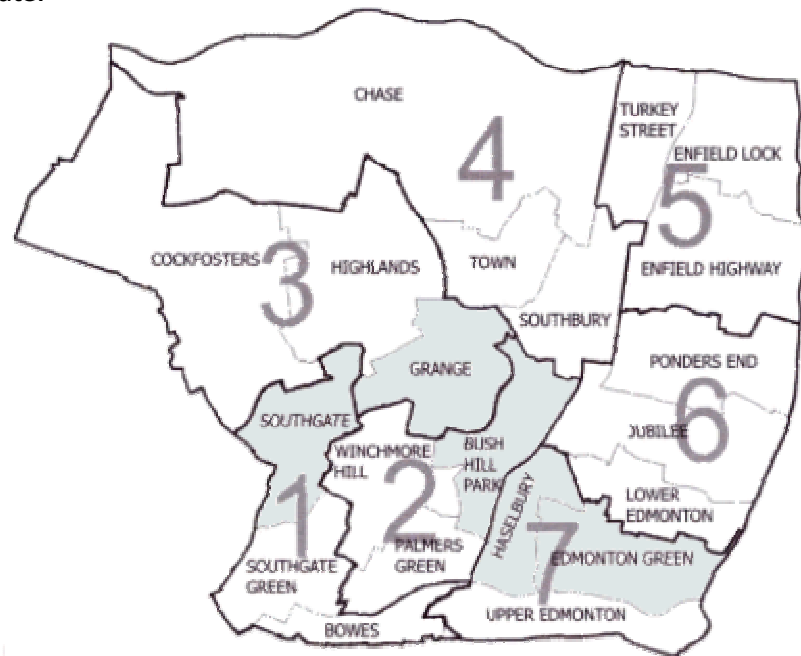 CHASE
4
TURKEY
STREET
ENFIELD LOCK
5
COCKFOSTERS
3
HIGHLANDS
TOWN
ENFIELD HIGHWAY
SOUTHBURY
GRANGE
PONDERS END
6
JUBILEE
SOUTHGATE
WINCHMORE
HILL
BUSH
HILL
PARK
2
1
HASELBURY
LOWER
EDMONTON
SOUTHGATE
GREEN
PALMERS
GREEN
7
EDMONTON GREEN
UPPER EDMONTON
BOWES